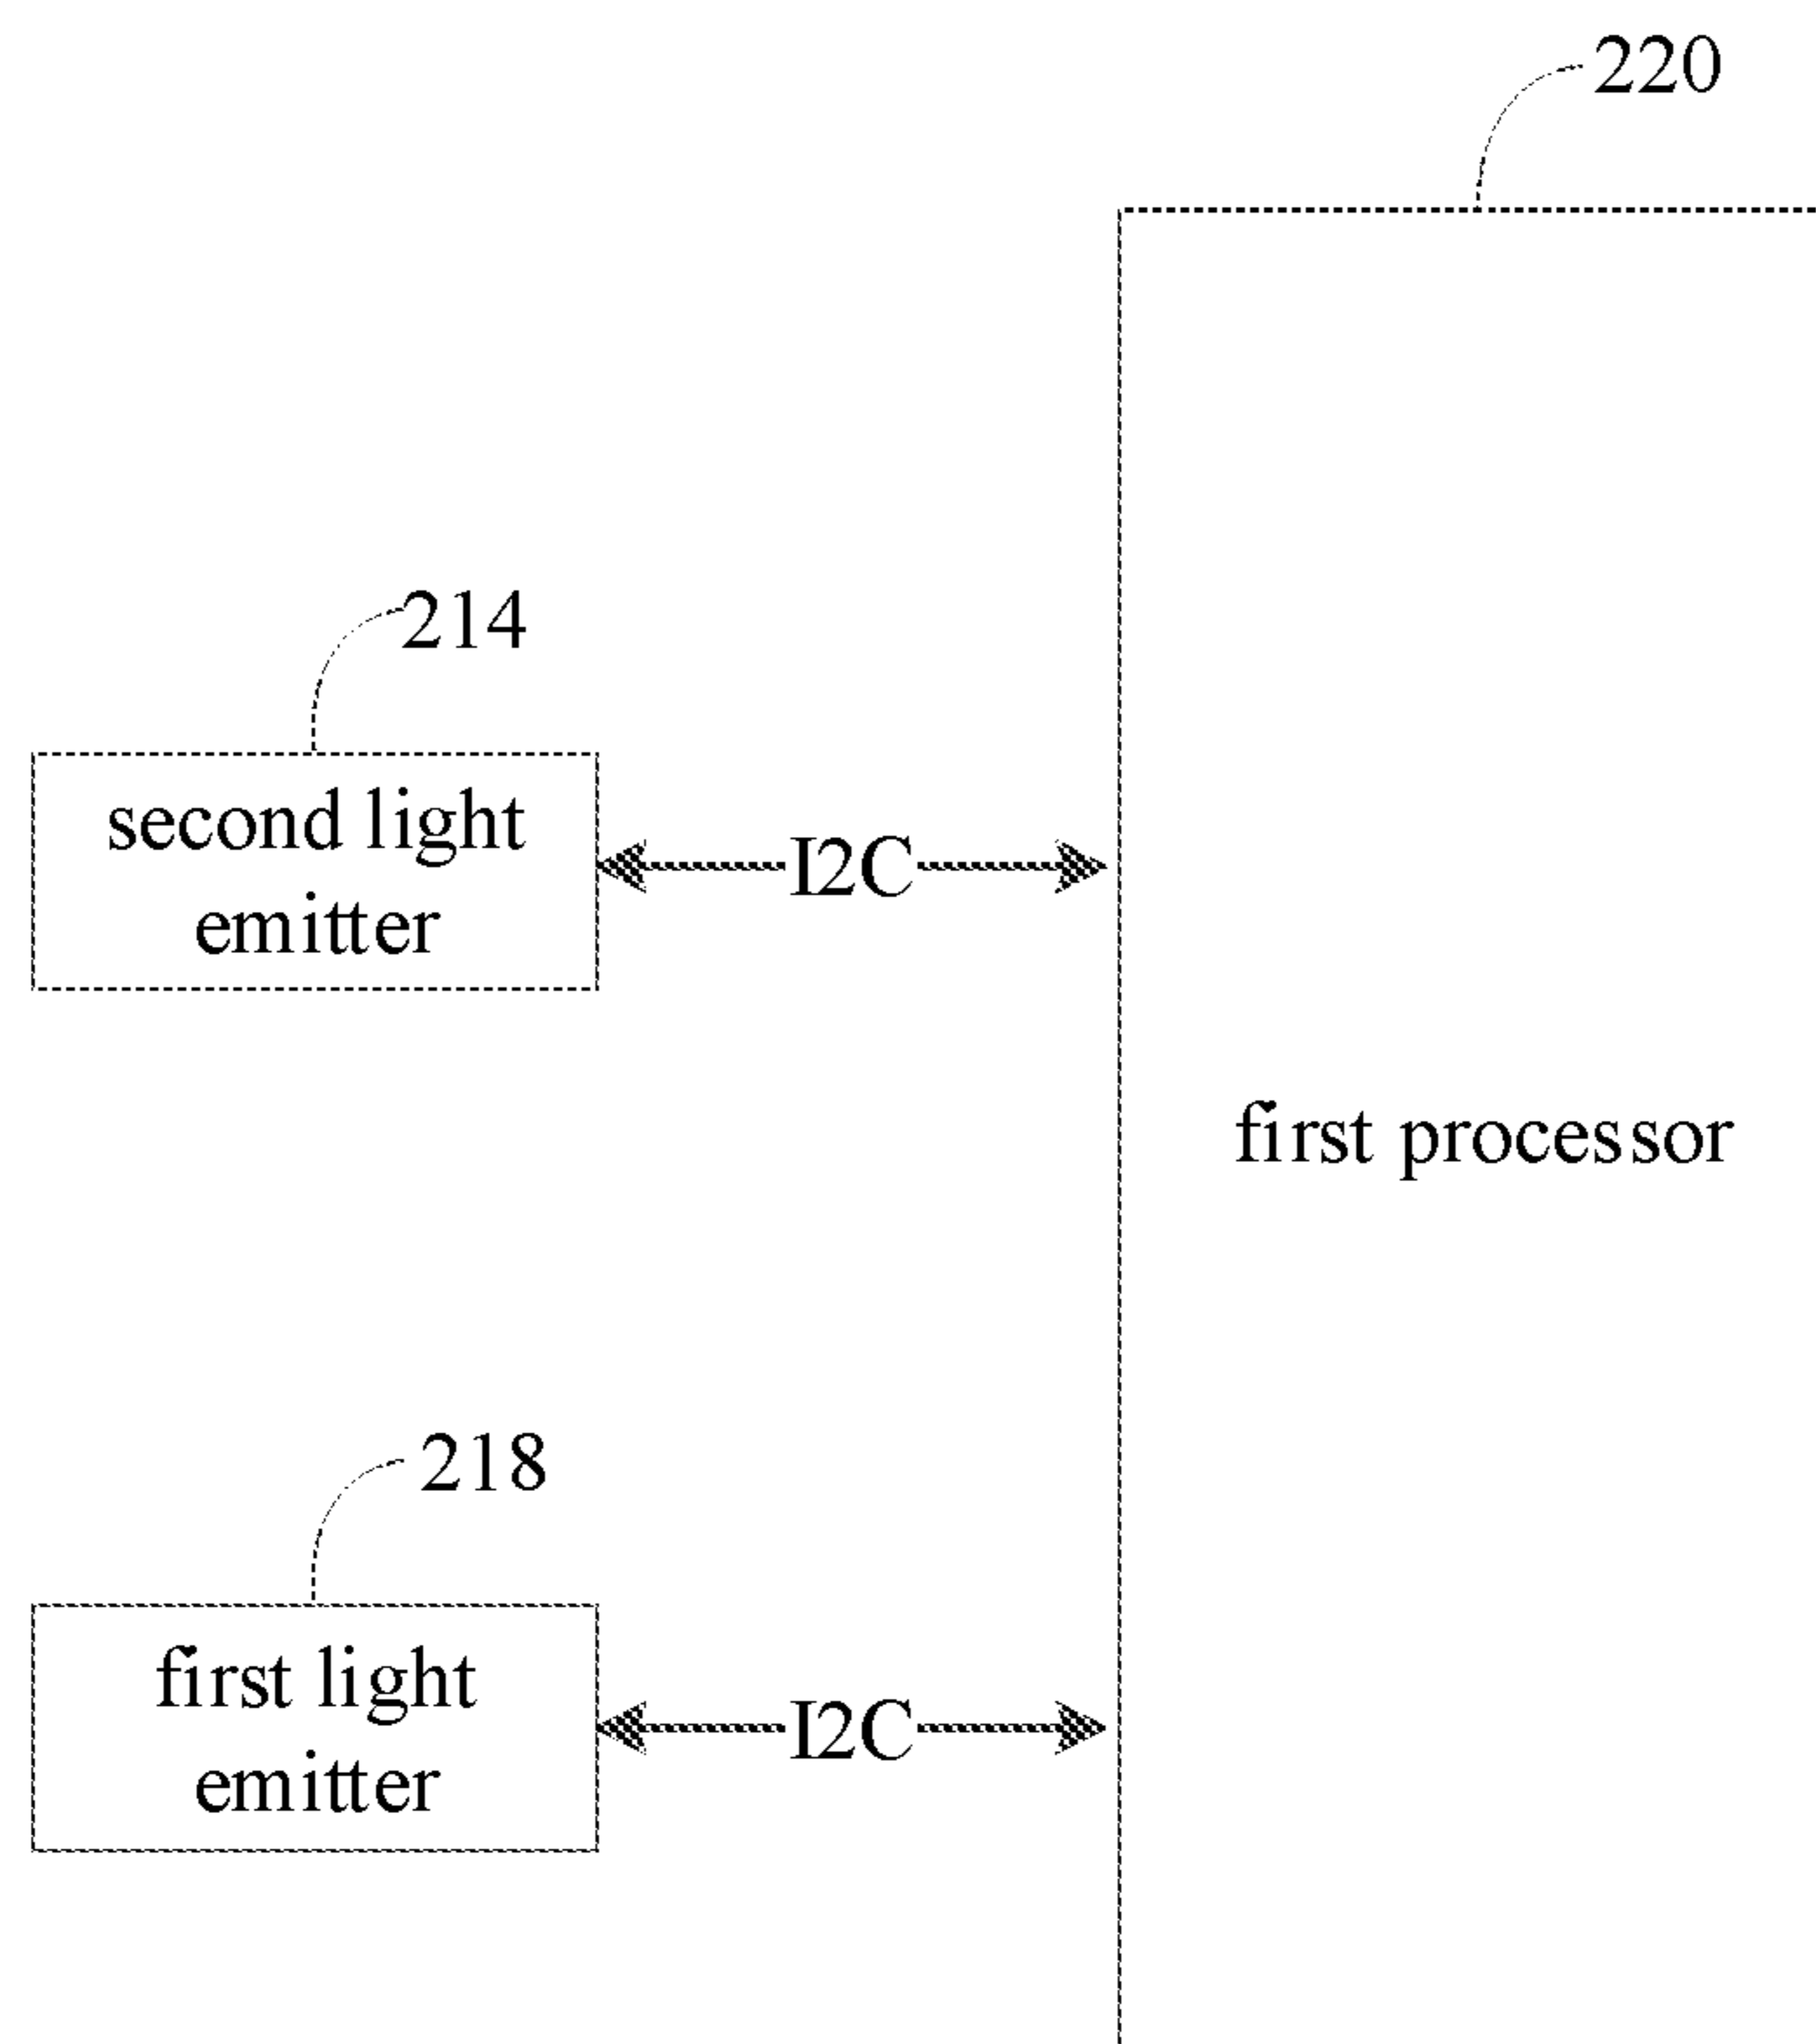 220
214
second light
emitter
I2C
first processor
218
first light
emitter
I2C